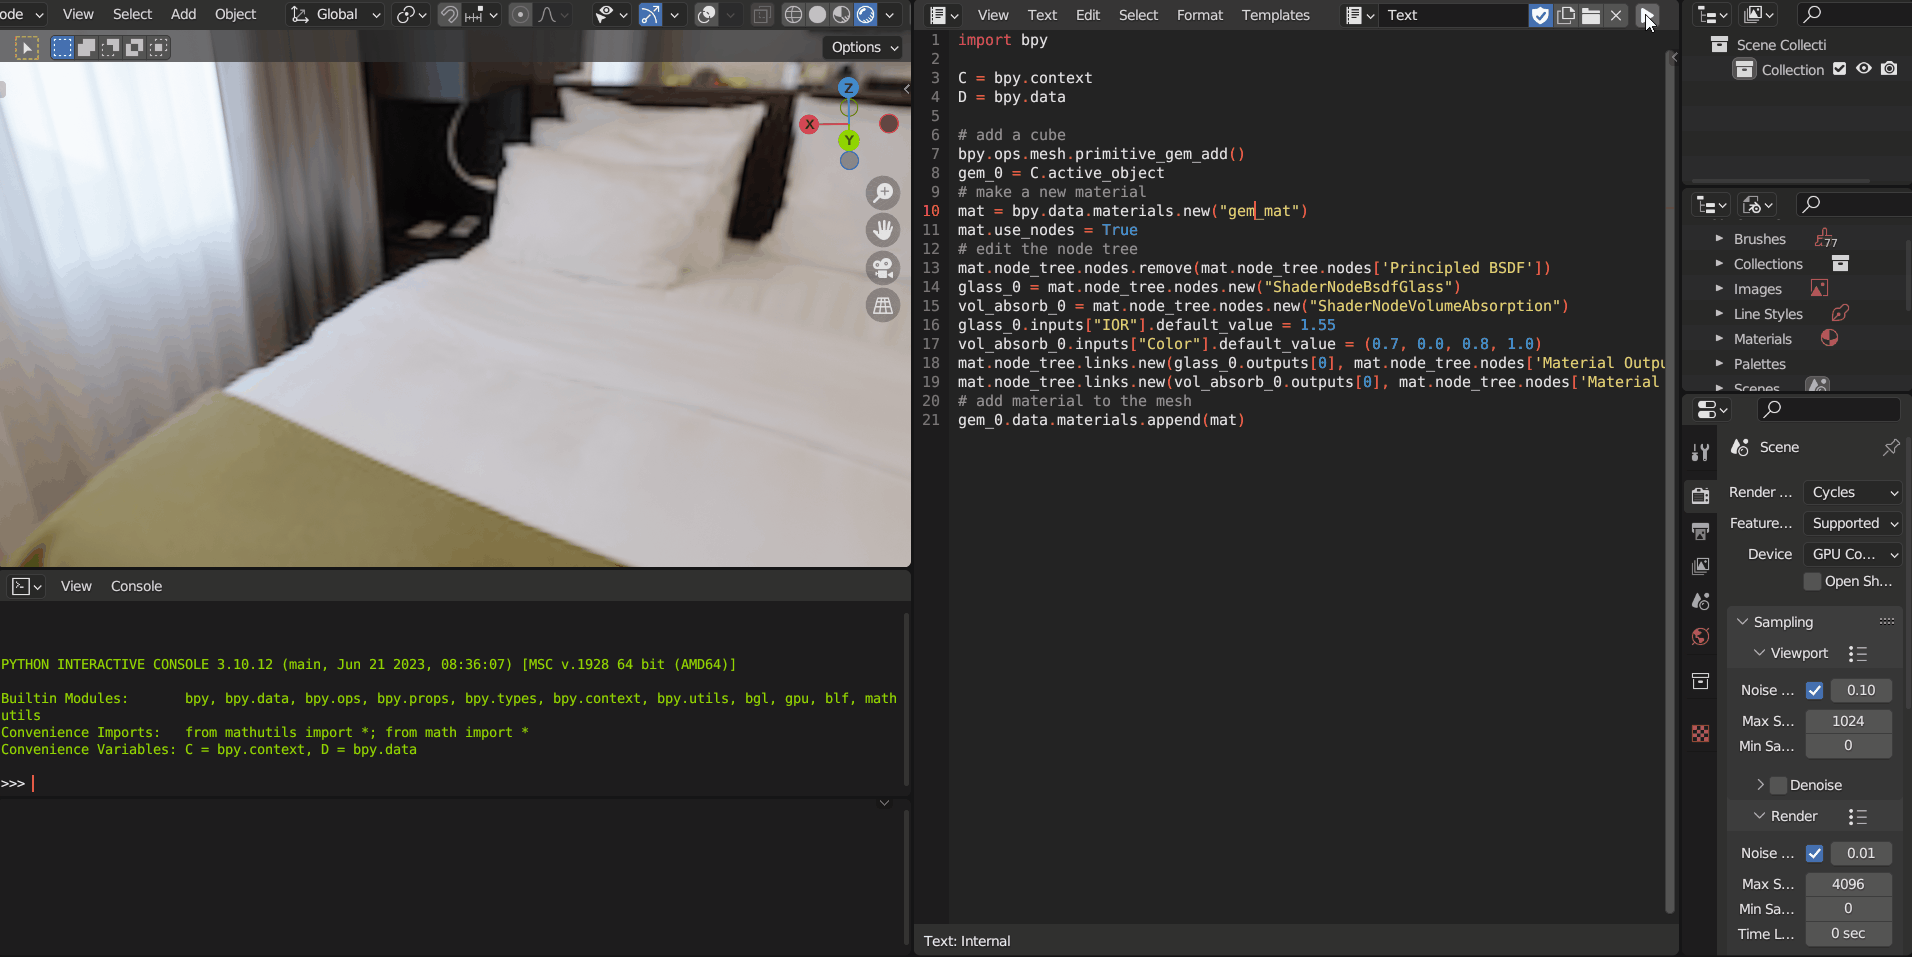 ode View Select Add Object Global
Options
Z
X
Y
View Console
PYTHON INTERACTIVE CONSOLE 3.10.12 (main, Jun 21 2023, 08:36:07) [MSC v.1928 64 bit (AMD64)]
Builtin Modules: bpy, bpy.data, bpy.ops, bpy.props, bpy.types, bpy.context, bpy.utils, bgl, gpu, blf, math
utils
Convenience Imports: from mathutils import *; from math import *
Convenience Variables: C = bpy.context, D = bpy.data
>>>
View Text Edit Select Format Templates Text
1 import bpy
2
3 C = bpy.context
4 D = bpy.data
5
6 # add a cube
7 bpy.ops.mesh.primitive_gem_add()
8 gem_0 = C.active_object
9 # make a new material
10 mat = bpy.data.materials.new("gem_mat")
11 mat.use_nodes = True
12 # edit the node tree
13 mat.node_tree.nodes.remove(mat.node_tree.nodes['Principled BSDF'])
14 glass_0 = mat.node_tree.nodes.new("ShaderNodeBsdfGlass")
15 vol_absorb_0 = mat.node_tree.nodes.new("ShaderNodeVolumeAbsorption")
16 glass_0.inputs["IOR"].default_value = 1.55
17 vol_absorb_0.inputs["Color"].default_value = (0.7, 0.0, 0.8, 1.0)
18 mat.node_tree.links.new(glass_0.outputs[0], mat.node_tree.nodes['Material Outpu
19 mat.node_tree.links.new(vol_absorb_0.outputs[0], mat.node_tree.nodes['Material
20 # add material to the mesh
21 gem_0.data.materials.append(mat)
Text: Internal
Scene Collecti
Collection
Brushes 77
Collections
Images
Line Styles
Materials
Palettes
Scenes
Scene
Render ... Cycles
Feature... Supported
Device GPU Co...
Open Sh...
Sampling
Viewport
Noise ... 0.10
Max S... 1024
Min Sa... 0
Denoise
Render
Noise ... 0.01
Max S... 4096
Min Sa... 0
Time L... 0 sec